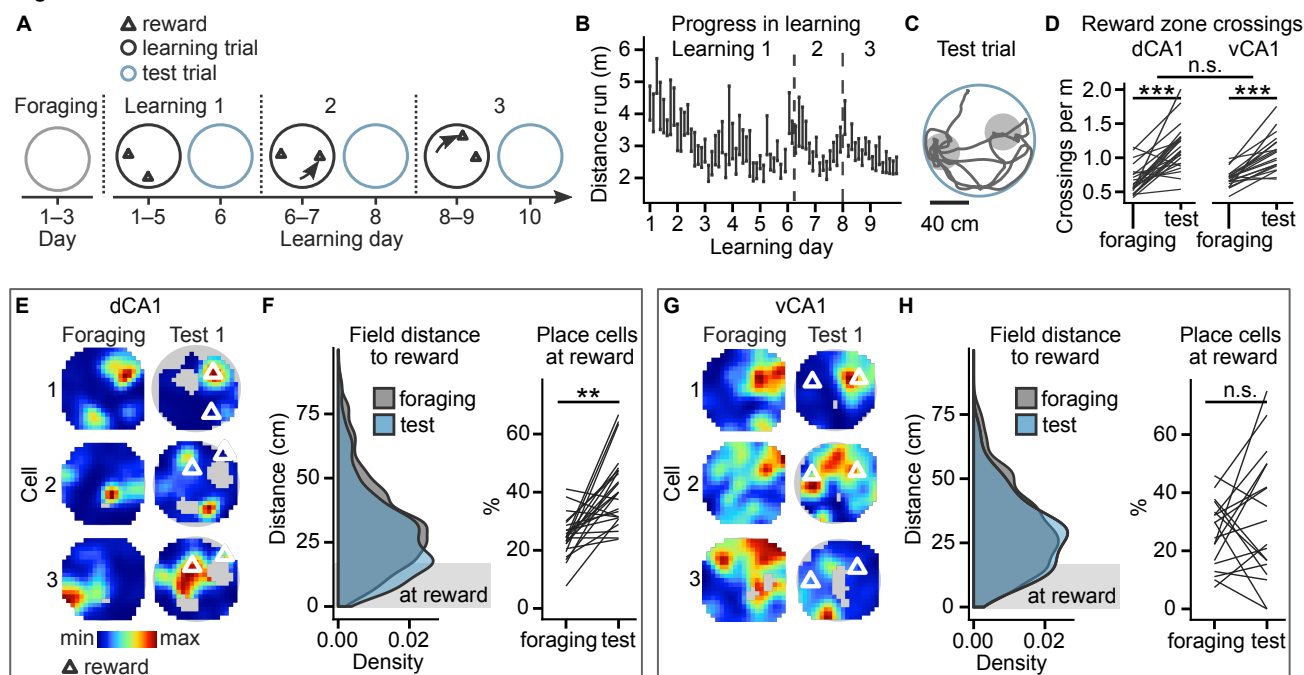 A
reward
learning trial
test trial
Foraging
Learning 1
2
3
1–3
1–5
6
6–7
8
8–9
10
Day
Learning day
B
Progress in learning
Learning 1
2
3
Distance run (m)
6
5
4
3
2
1 2 3 4 5 6 7 8 9
Learning day
C
Test trial
40 cm
D
Reward zone crossings
dCA1
vCA1
n.s.
***
***
Crossings per m
2.0
1.5
1.0
0.5
test
test
foraging
foraging
E
dCA1
Foraging
Test 1
Cell
1
2
3
min
max
reward
F
Field distance
to reward
foraging
test
Distance (cm)
75
50
25
0
at reward
0.00
0.02
Density
Place cells
at reward
**
%
60
40
20
0
foraging test
G
vCA1
Foraging
Test 1
Cell
1
2
3
H
Field distance
to reward
foraging
test
Distance (cm)
75
50
25
0
at reward
0.00
0.02
Density
Place cells
at reward
n.s.
%
60
40
20
0
foraging test